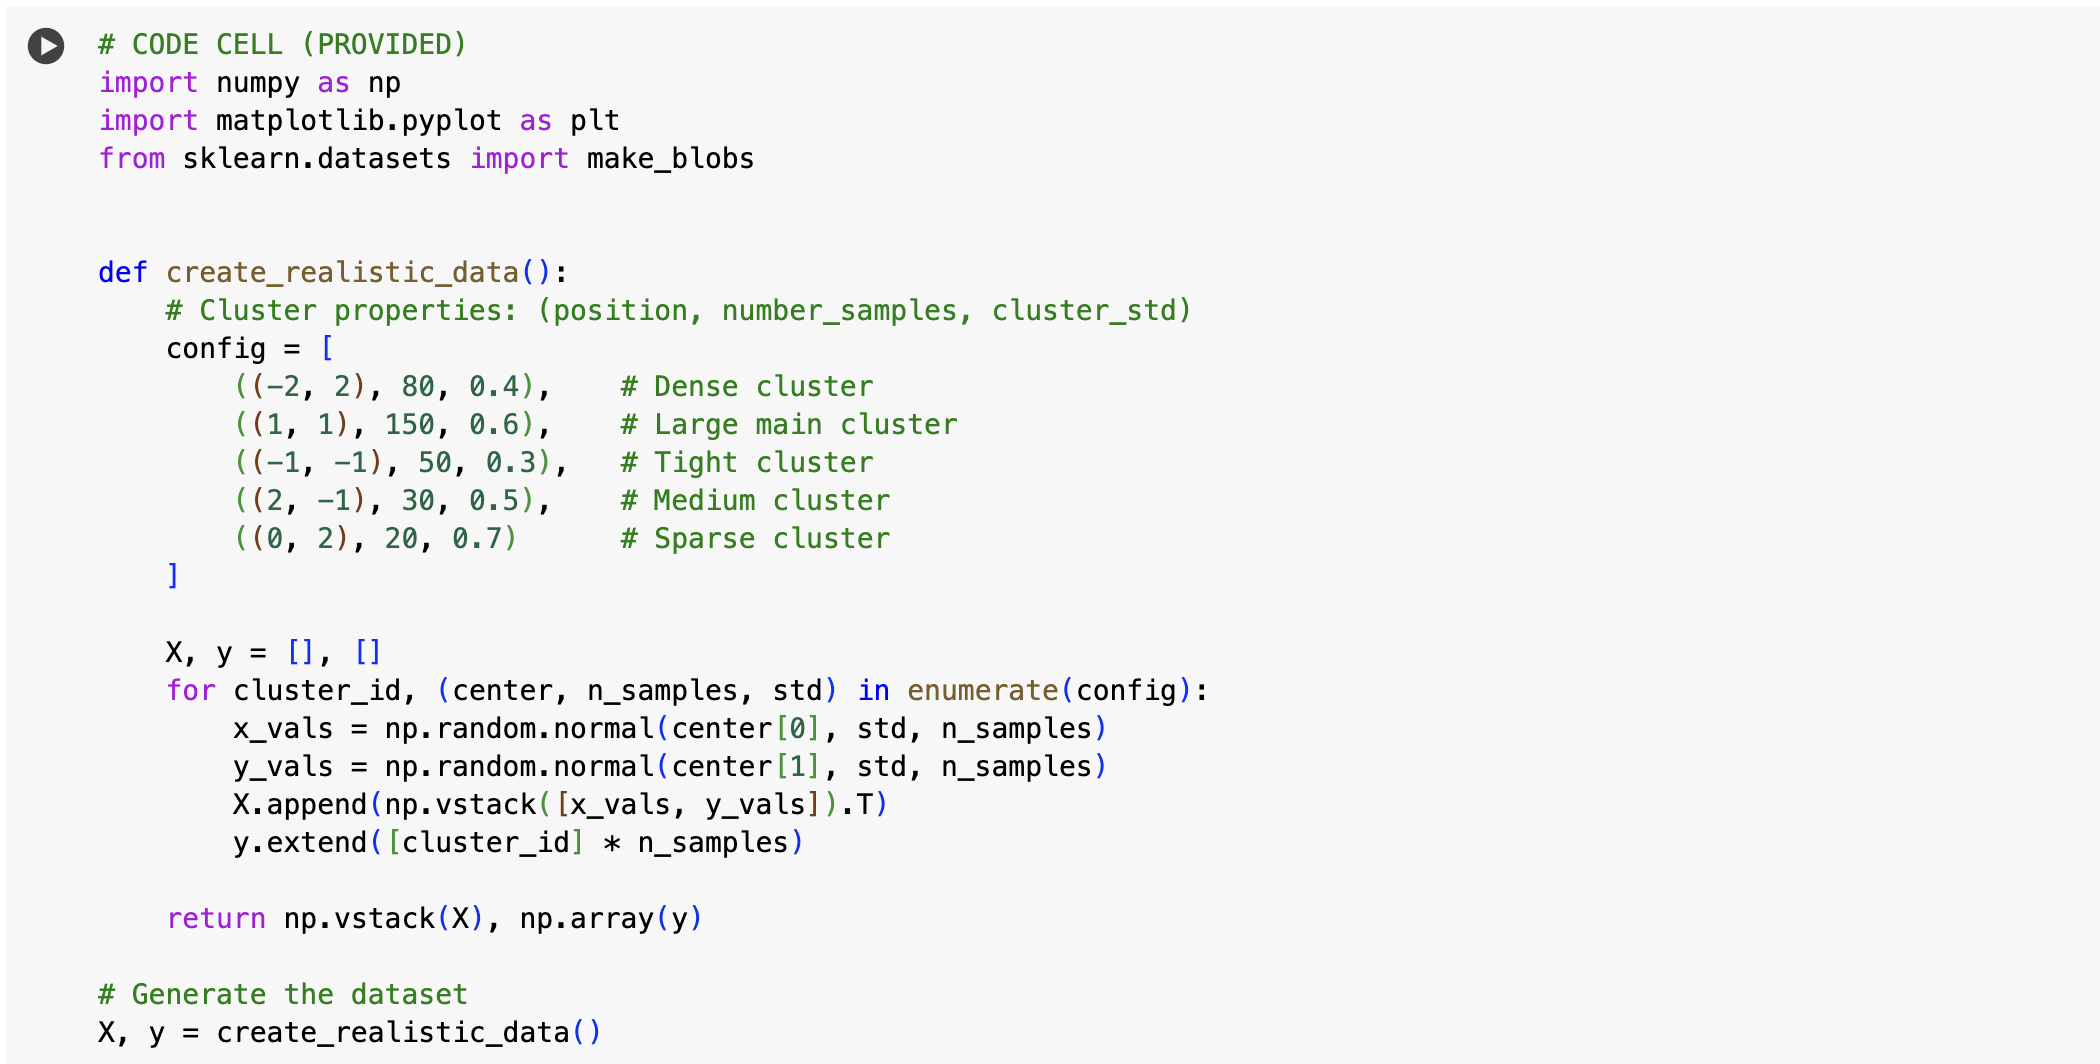 # CODE CELL (PROVIDED)
import numpy as np
import matplotlib.pyplot as plt
from sklearn.datasets import make_blobs
def create_realistic_data():
    # Cluster properties: (position, number_samples, cluster_std)
    config = [
        ((-2, 2), 80, 0.4),    # Dense cluster
        ((1, 1), 150, 0.6),    # Large main cluster
        ((-1, -1), 50, 0.3),   # Tight cluster
        ((2, -1), 30, 0.5),    # Medium cluster
        ((0, 2), 20, 0.7)      # Sparse cluster
    ]
    X, y = [], []
    for cluster_id, (center, n_samples, std) in enumerate(config):
        x_vals = np.random.normal(center[0], std, n_samples)
        y_vals = np.random.normal(center[1], std, n_samples)
        X.append(np.vstack([x_vals, y_vals]).T)
        y.extend([cluster_id] * n_samples)
    return np.vstack(X), np.array(y)
# Generate the dataset
X, y = create_realistic_data()